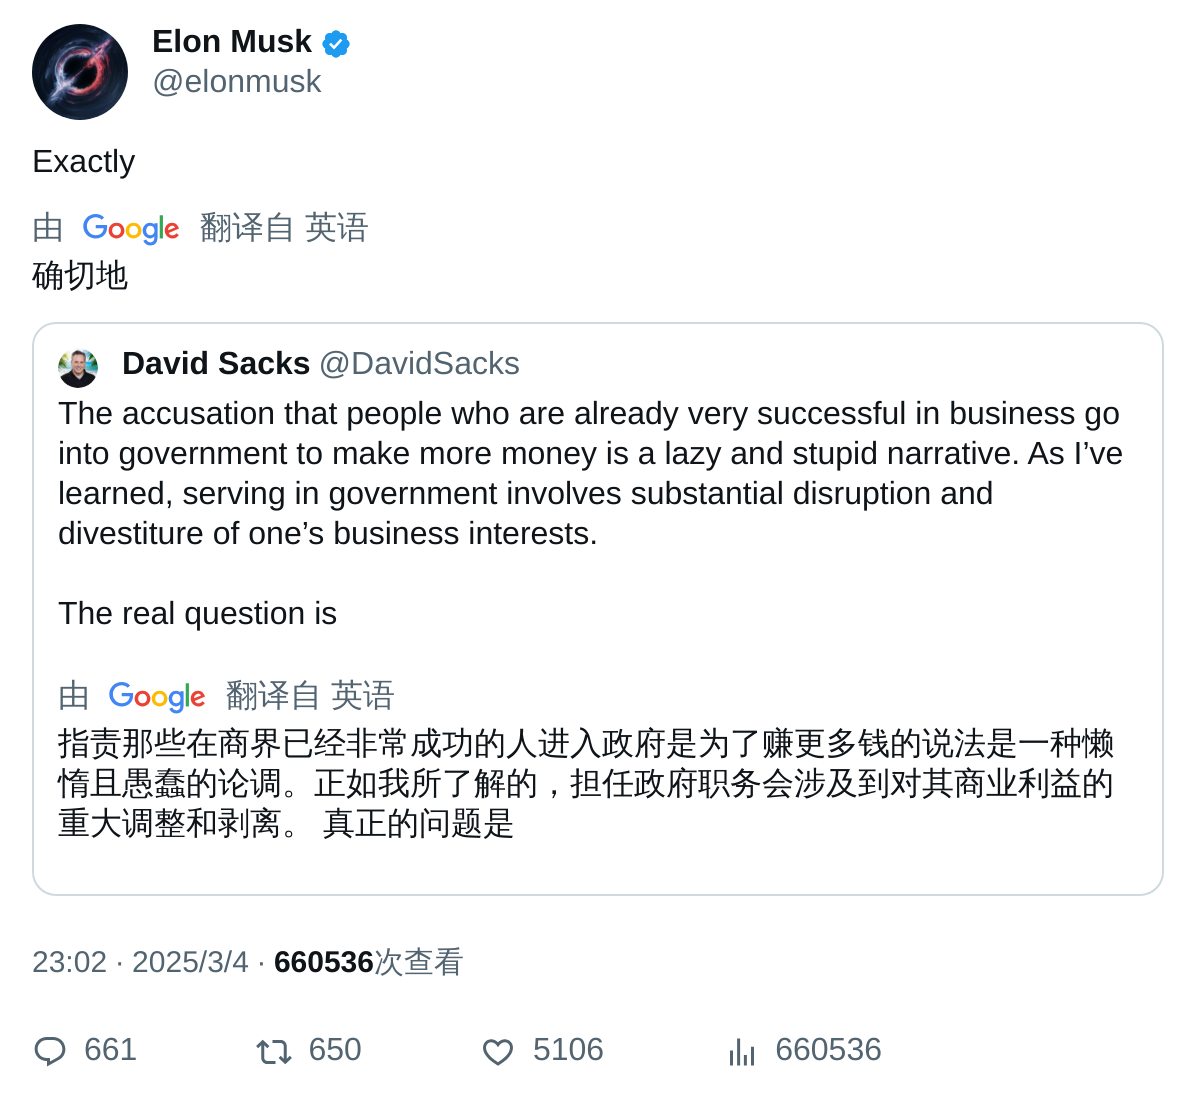 Elon Musk
@elonmusk
Exactly
由 Google 翻译自 英语
确切地
David Sacks @DavidSacks
The accusation that people who are already very successful in business go
into government to make more money is a lazy and stupid narrative. As I’ve
learned, serving in government involves substantial disruption and
divestiture of one’s business interests.
The real question is
由 Google 翻译自 英语
指责那些在商界已经非常成功的人进入政府是为了赚更多钱的说法是一种懒
惰且愚蠢的论调。正如我所了解的，担任政府职务会涉及到对其商业利益的
重大调整和剥离。 真正的问题是
23:02 · 2025/3/4 · 660536次查看
661 650 5106 660536